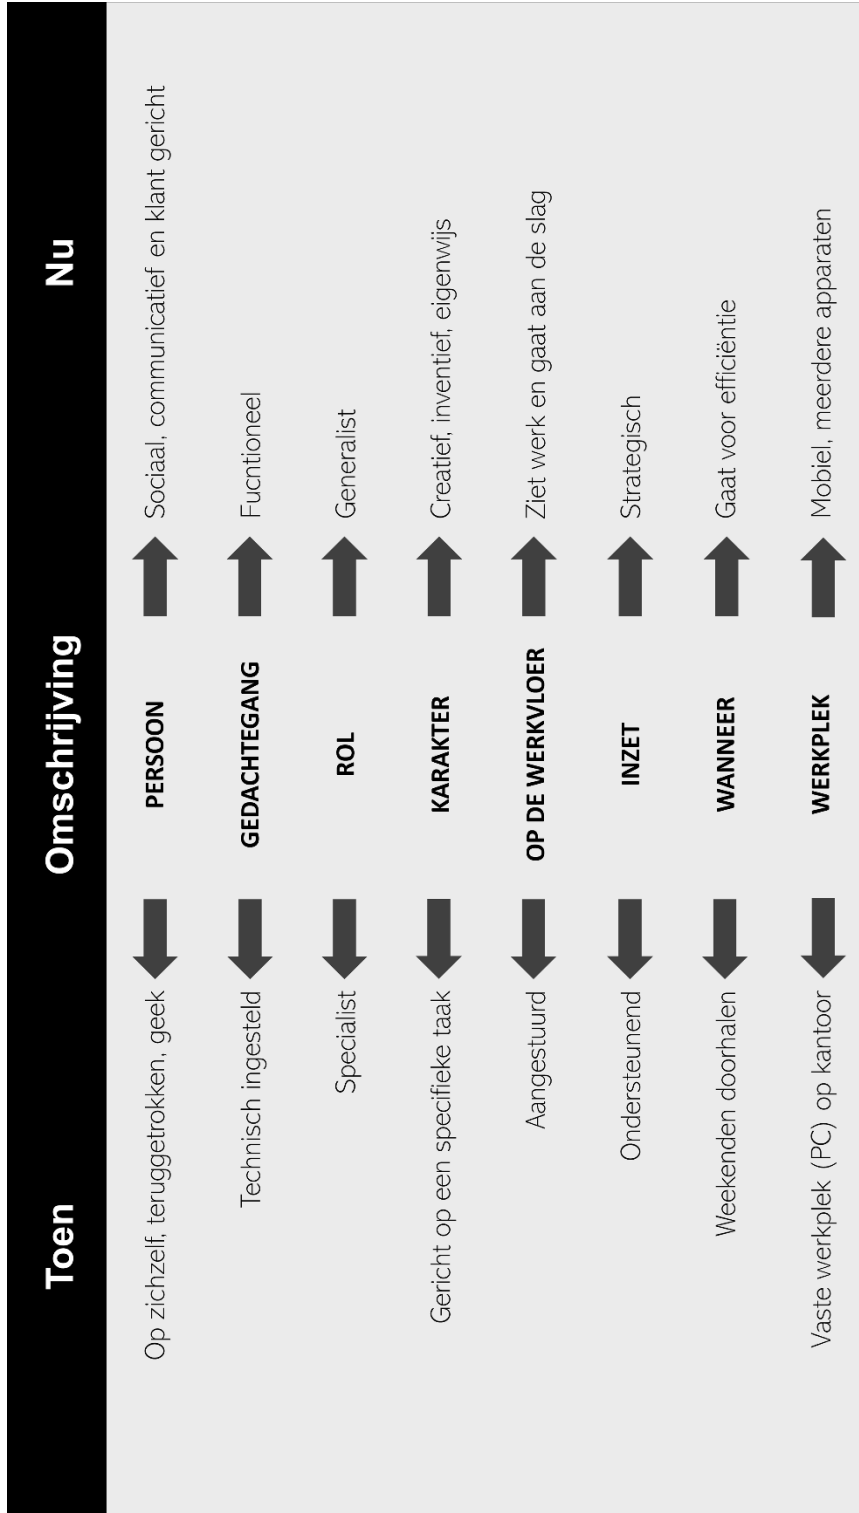 Toen Omschrijving Nu
Op zichzelf, teruggetrokken, geek PERSOON Sociaal, communicatief en klant gericht
Technisch ingesteld GEDACHTEGANG Fucntioneel
Specialist ROL Generalist
Gericht op een specifieke taak KARAKTER Creatief, inventief, eigenwijs
Aangestuurd OP DE WERKVLOER Ziet werk en gaat aan de slag
Ondersteunend INZET Strategisch
Weekenden doorhalen WANNEER Gaat voor efficiëntie
Vaste werkplek (PC) op kantoor WERKPLEK Mobiel, meerdere apparaten